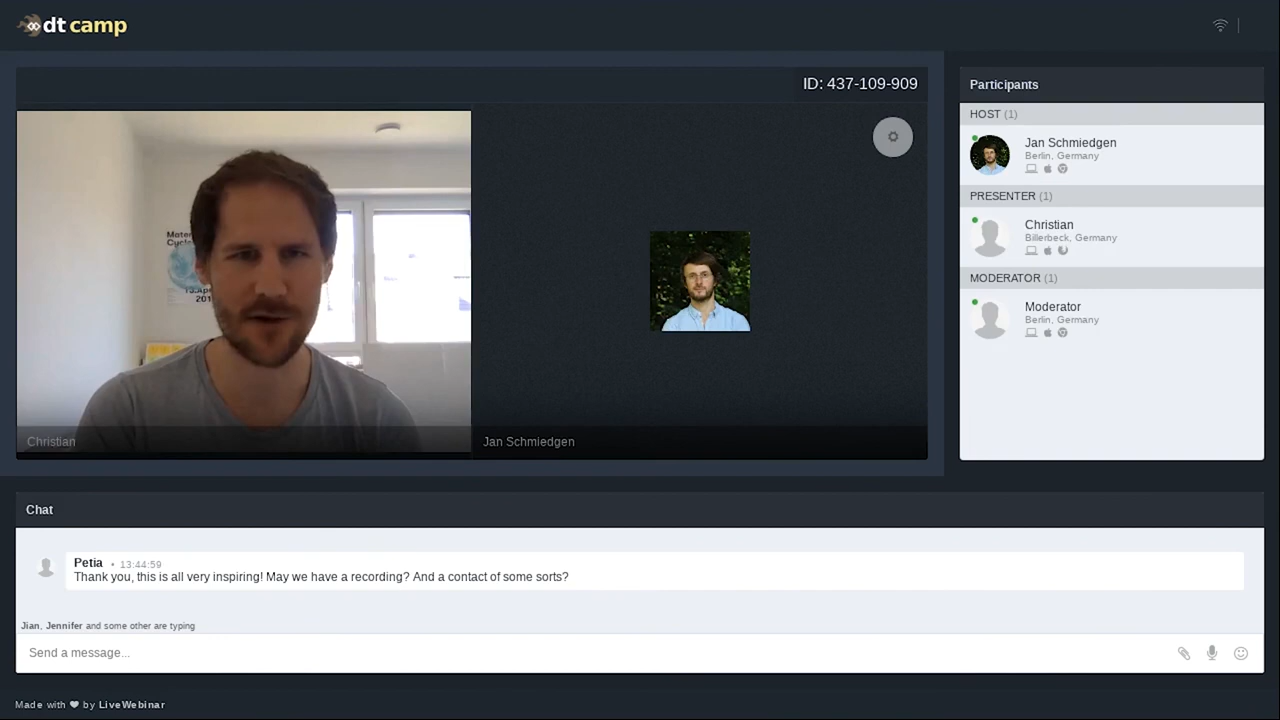 dt camp
ID: 437-109-909
Christian
Jan Schmiedgen
Participants
HOST (1)
Jan Schmiedgen
Berlin, Germany
PRESENTER (1)
Christian
Billerbeck, Germany
MODERATOR (1)
Moderator
Berlin, Germany
Chat
Petia • 13:44:59
Thank you, this is all very inspiring! May we have a recording? And a contact of some sorts?
Jian, Jennifer and some other are typing
Send a message...
Made with ❤ by LiveWebinar